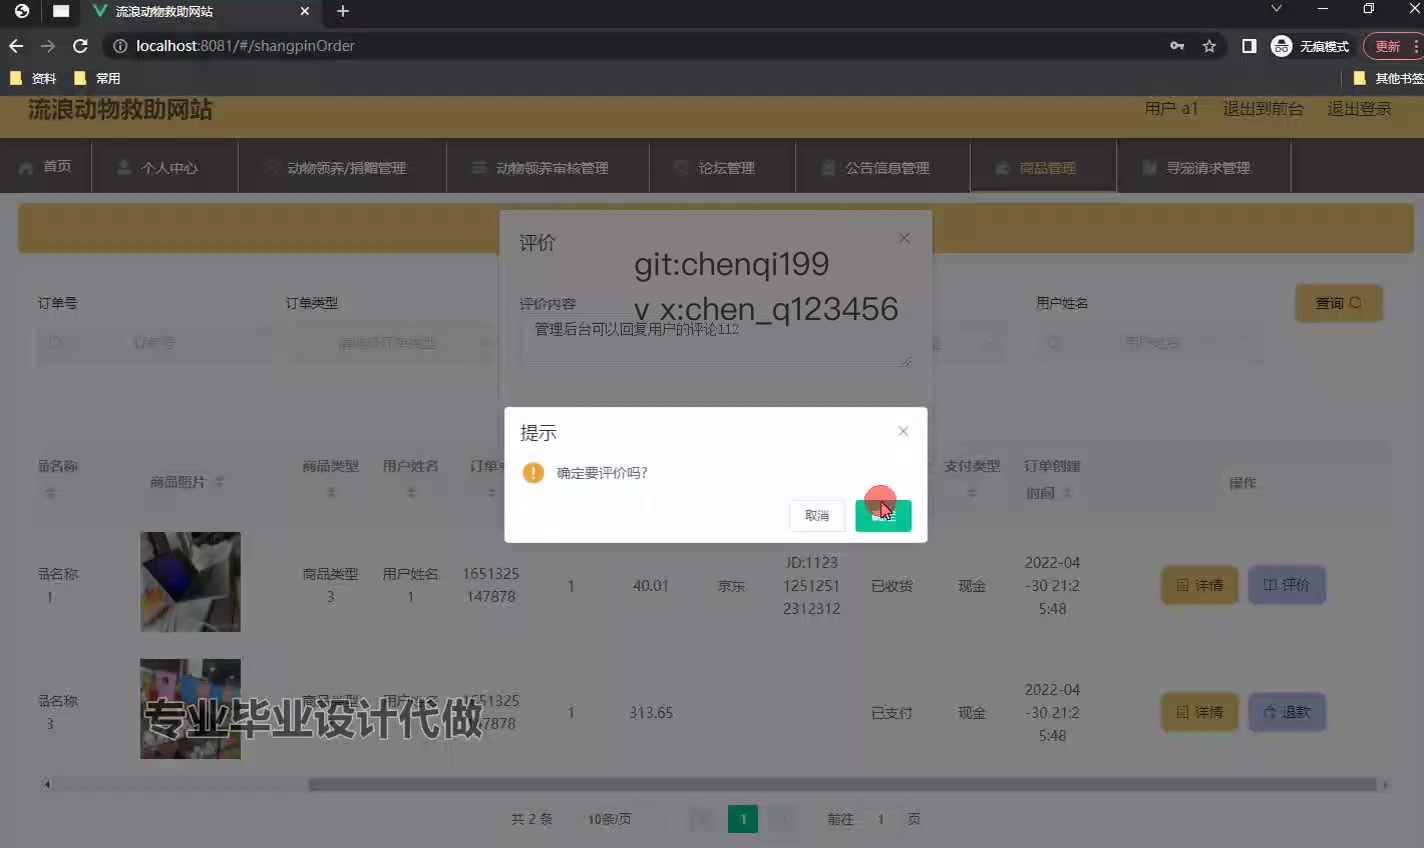 流浪动物救助网站
localhost:8081/#/shangpinOrder
无痕模式
更新
资料
常用
其他书签
流浪动物救助网站
用户 a1
退出到前台
退出登录
首页
个人中心
动物领养/捐赠管理
动物领养审核管理
论坛管理
公告信息管理
商品管理
寻宠请求管理
评价
git:chenqi199
v x:chen_q123456
订单号
订单类型
评价内容
用户姓名
查询
订单号
请选择订单类型
管理后台可以回复用户的评论112
用户姓名
提示
确定要评价吗?
取消
品名称
商品照片
商品类型
用户姓名
订单号
支付类型
订单创建
时间
操作
品名称
1
商品类型
3
用户姓名
1
1651325
147878
1
40.01
京东
JD:1123
1251251
2312312
已收货
现金
2022-04
-30 21:2
5:48
详情
评价
品名称
3
商品类型
用户姓名
1651325
147878
1
313.65
已支付
现金
2022-04
-30 21:2
5:48
详情
退款
专业毕业设计代做
共 2 条
10条/页
1
前往
1
页